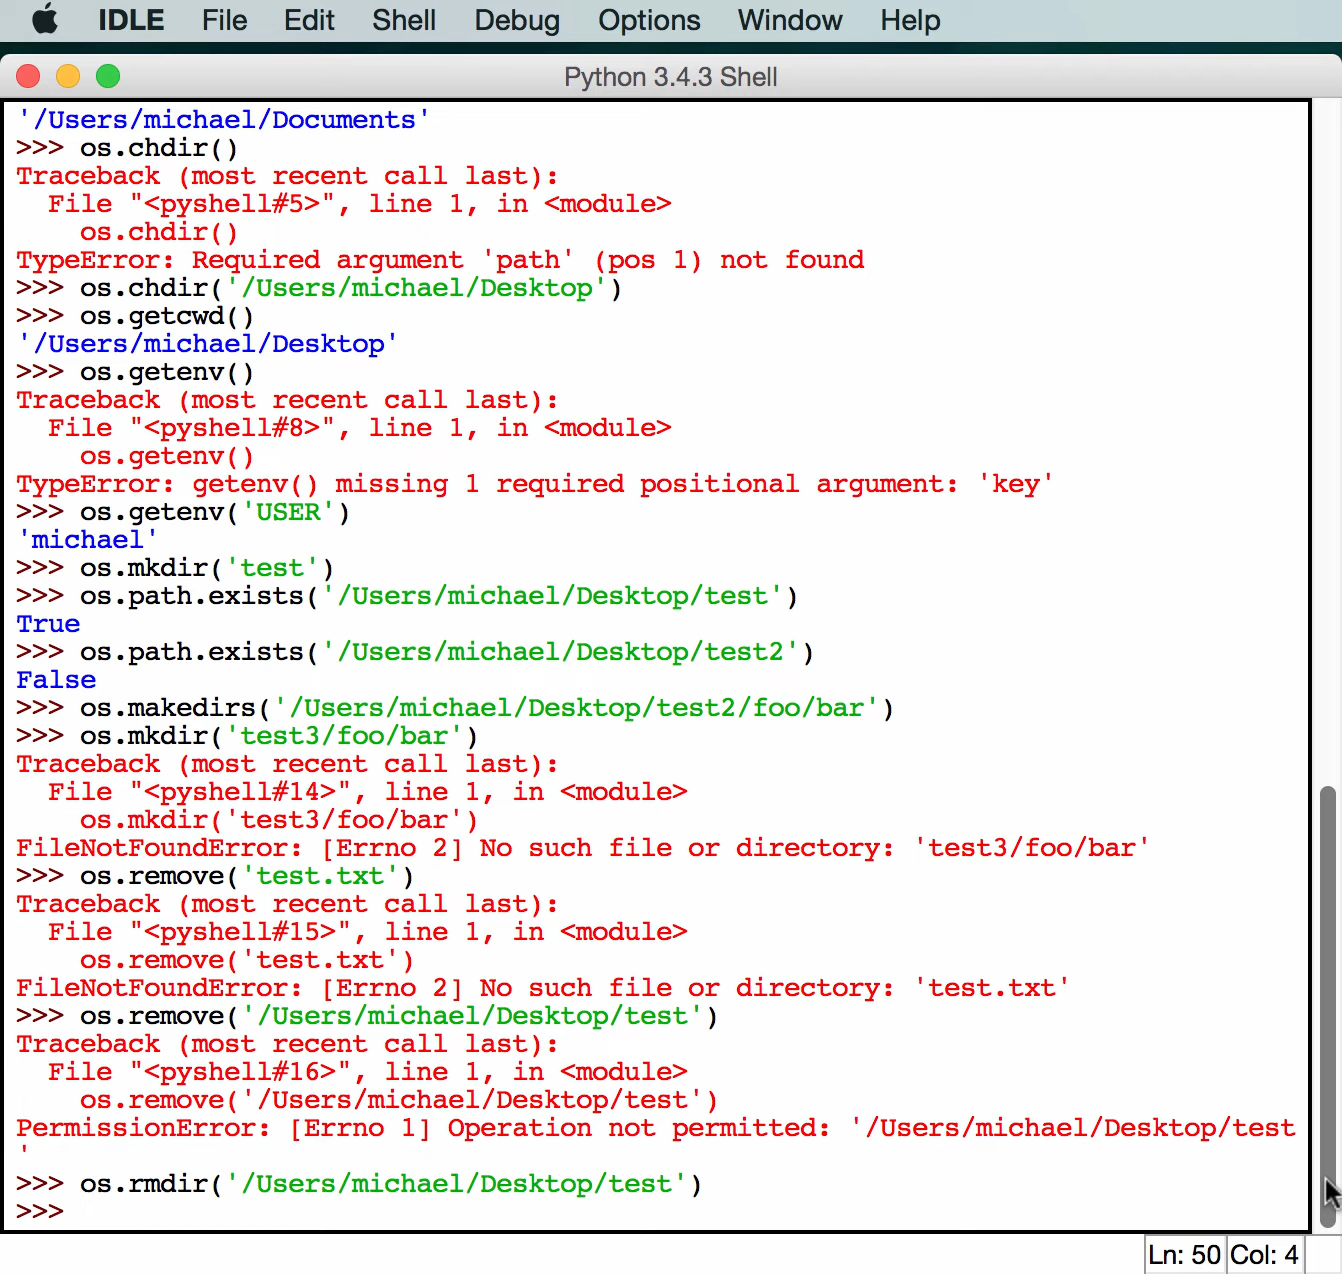 IDLE File Edit Shell Debug Options Window Help
Python 3.4.3 Shell
'/Users/michael/Documents'
>>> os.chdir()
Traceback (most recent call last):
  File "<pyshell#5>", line 1, in <module>
    os.chdir()
TypeError: Required argument 'path' (pos 1) not found
>>> os.chdir('/Users/michael/Desktop')
>>> os.getcwd()
'/Users/michael/Desktop'
>>> os.getenv()
Traceback (most recent call last):
  File "<pyshell#8>", line 1, in <module>
    os.getenv()
TypeError: getenv() missing 1 required positional argument: 'key'
>>> os.getenv('USER')
'michael'
>>> os.mkdir('test')
>>> os.path.exists('/Users/michael/Desktop/test')
True
>>> os.path.exists('/Users/michael/Desktop/test2')
False
>>> os.makedirs('/Users/michael/Desktop/test2/foo/bar')
>>> os.mkdir('test3/foo/bar')
Traceback (most recent call last):
  File "<pyshell#14>", line 1, in <module>
    os.mkdir('test3/foo/bar')
FileNotFoundError: [Errno 2] No such file or directory: 'test3/foo/bar'
>>> os.remove('test.txt')
Traceback (most recent call last):
  File "<pyshell#15>", line 1, in <module>
    os.remove('test.txt')
FileNotFoundError: [Errno 2] No such file or directory: 'test.txt'
>>> os.remove('/Users/michael/Desktop/test')
Traceback (most recent call last):
  File "<pyshell#16>", line 1, in <module>
    os.remove('/Users/michael/Desktop/test')
PermissionError: [Errno 1] Operation not permitted: '/Users/michael/Desktop/test
'
>>> os.rmdir('/Users/michael/Desktop/test')
>>>
Ln: 50 Col: 4